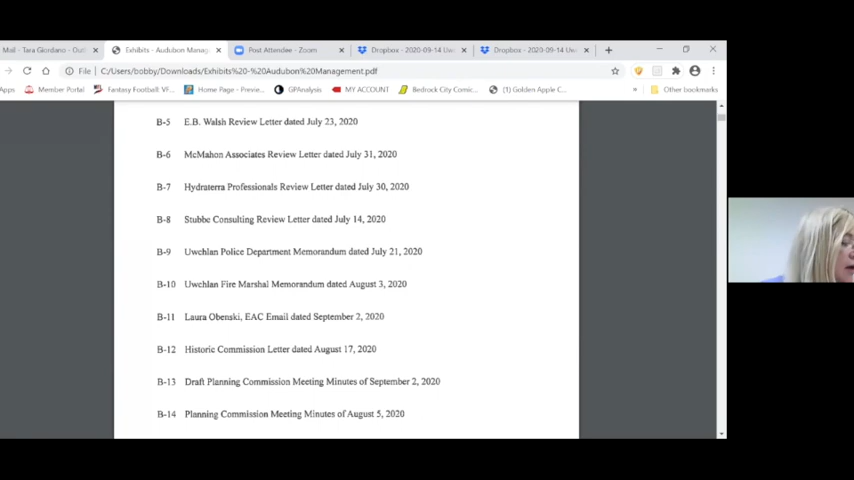 Mail - Tara Giordano - Outl
Exhibits - Audubon Manag
Post Attendee - Zoom
Dropbox - 2020-09-14 Uw
Dropbox - 2020-09-14 Uw
File | C:/Users/bobby/Downloads/Exhibits%20-%20Audubon%20Management.pdf
Apps
Member Portal
Fantasy Football: VF...
Home Page - Previe...
GPAnalysis
MY ACCOUNT
Bedrock City Comic...
(1) Golden Apple C...
»
Other bookmarks
B-5 E.B. Walsh Review Letter dated July 23, 2020
B-6 McMahon Associates Review Letter dated July 31, 2020
B-7 Hydraterra Professionals Review Letter dated July 30, 2020
B-8 Stubbe Consulting Review Letter dated July 14, 2020
B-9 Uwchlan Police Department Memorandum dated July 21, 2020
B-10 Uwchlan Fire Marshal Memorandum dated August 3, 2020
B-11 Laura Obenski, EAC Email dated September 2, 2020
B-12 Historic Commission Letter dated August 17, 2020
B-13 Draft Planning Commission Meeting Minutes of September 2, 2020
B-14 Planning Commission Meeting Minutes of August 5, 2020